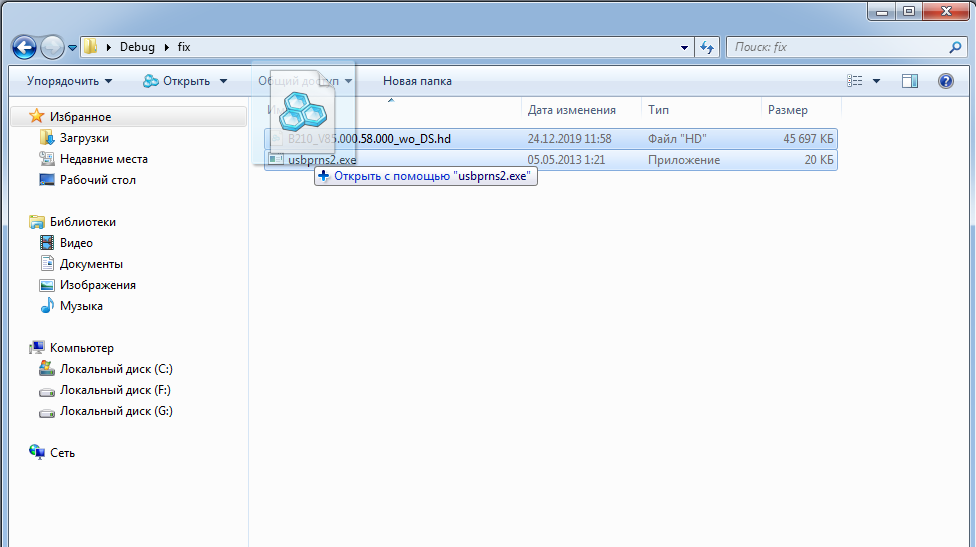 Debug fix
Поиск: fix
Упорядочить Открыть Общий доступ Новая папка
Дата изменения Тип Размер
B210_V85.000.58.000_wo_DS.hd 24.12.2019 11:58 Файл "HD" 45 697 КБ
usbprns2.exe 05.05.2013 1:21 Приложение 20 КБ
Открыть с помощью "usbprns2.exe"
Избранное
Загрузки
Недавние места
Рабочий стол
Библиотеки
Видео
Документы
Изображения
Музыка
Компьютер
Локальный диск (C:)
Локальный диск (F:)
Локальный диск (G:)
Сеть